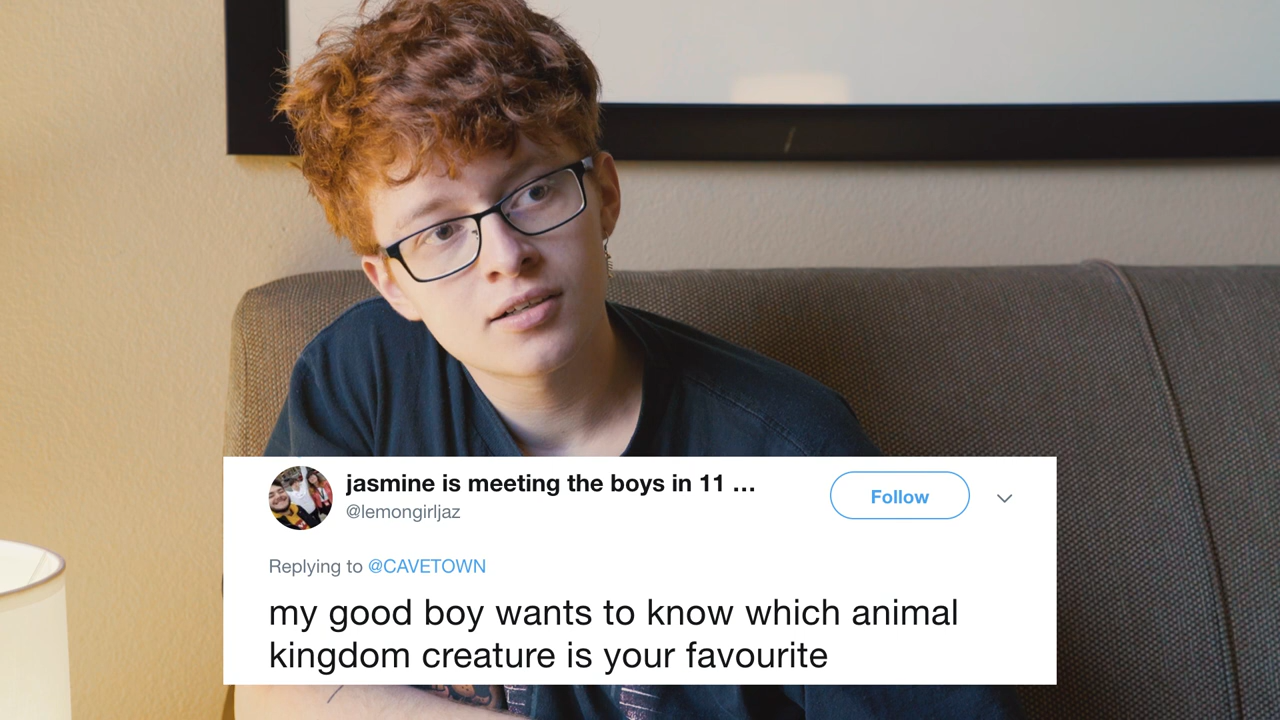 jasmine is meeting the boys in 11 ...
@lemongirljaz
Follow
Replying to @CAVETOWN
my good boy wants to know which animal
kingdom creature is your favourite